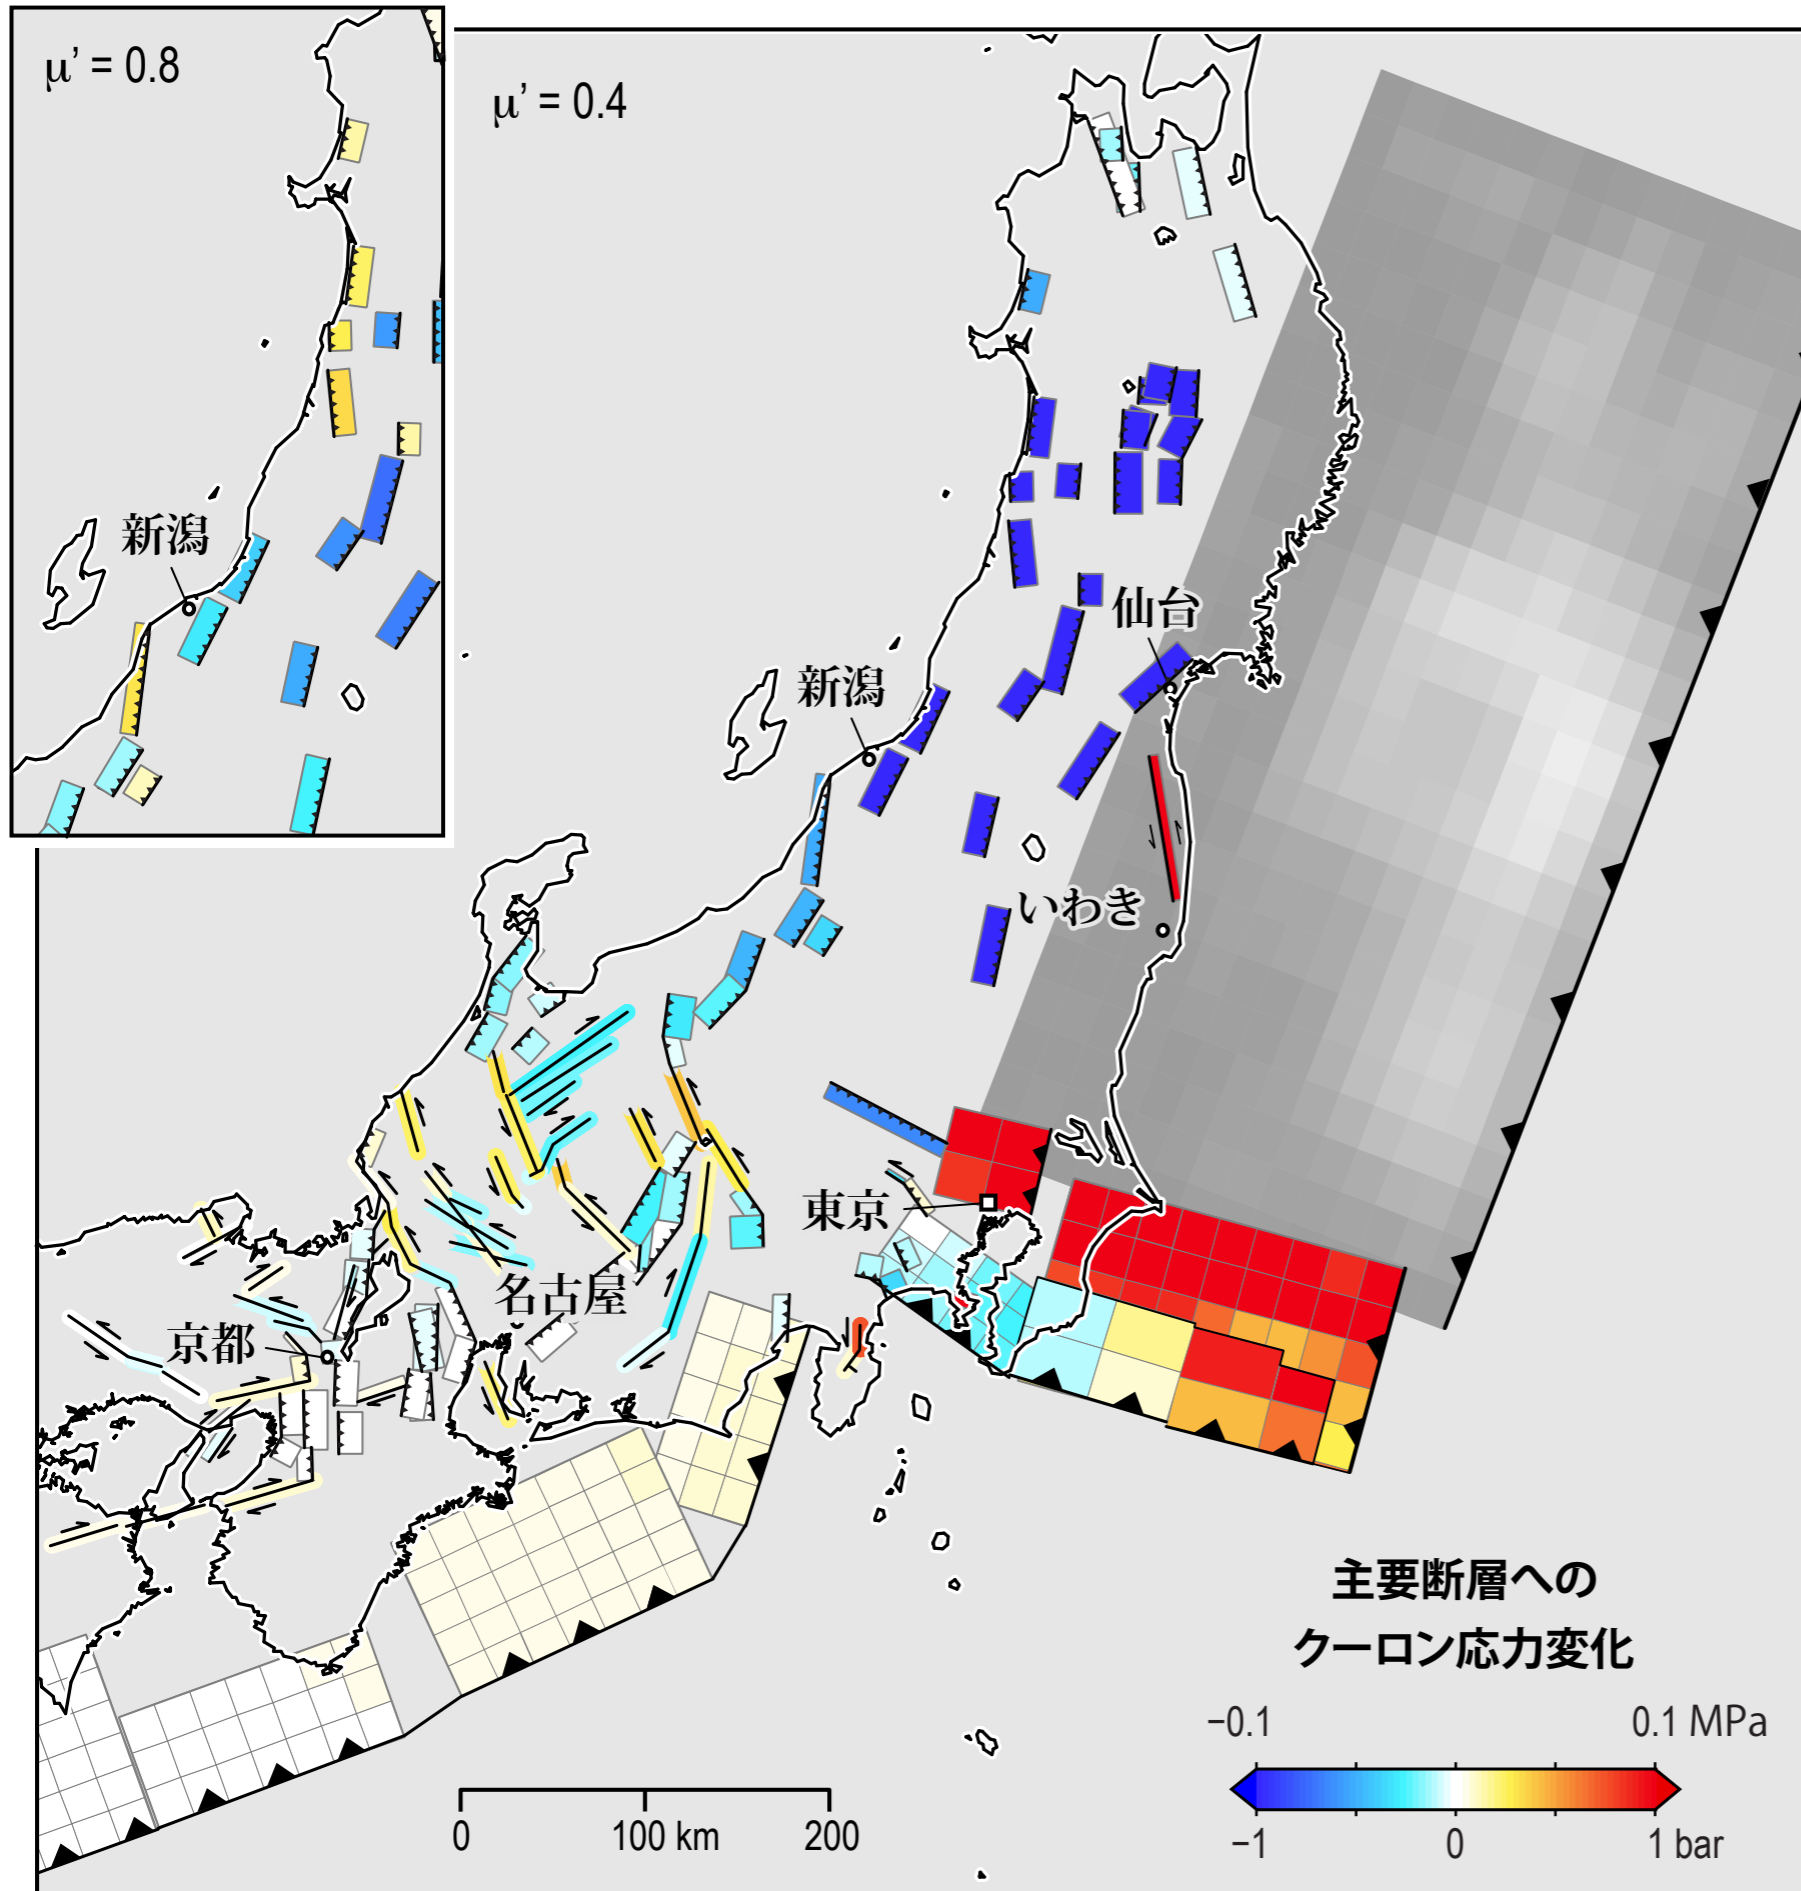 μ’ = 0.8
新潟
μ’ = 0.4
仙台
新潟
いわき
東京
名古屋
京都
主要断層への
クーロン応力変化
−0.1 0.1 MPa
−1 0 1 bar
0 100 km 200